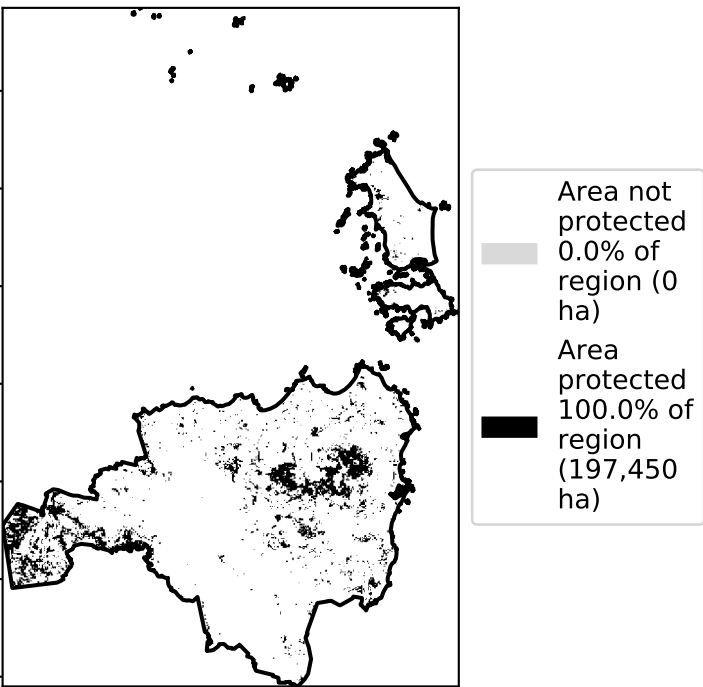 Area not
protected
0.0% of
region (0
ha)
Area
protected
100.0% of
region
(197,450
ha)